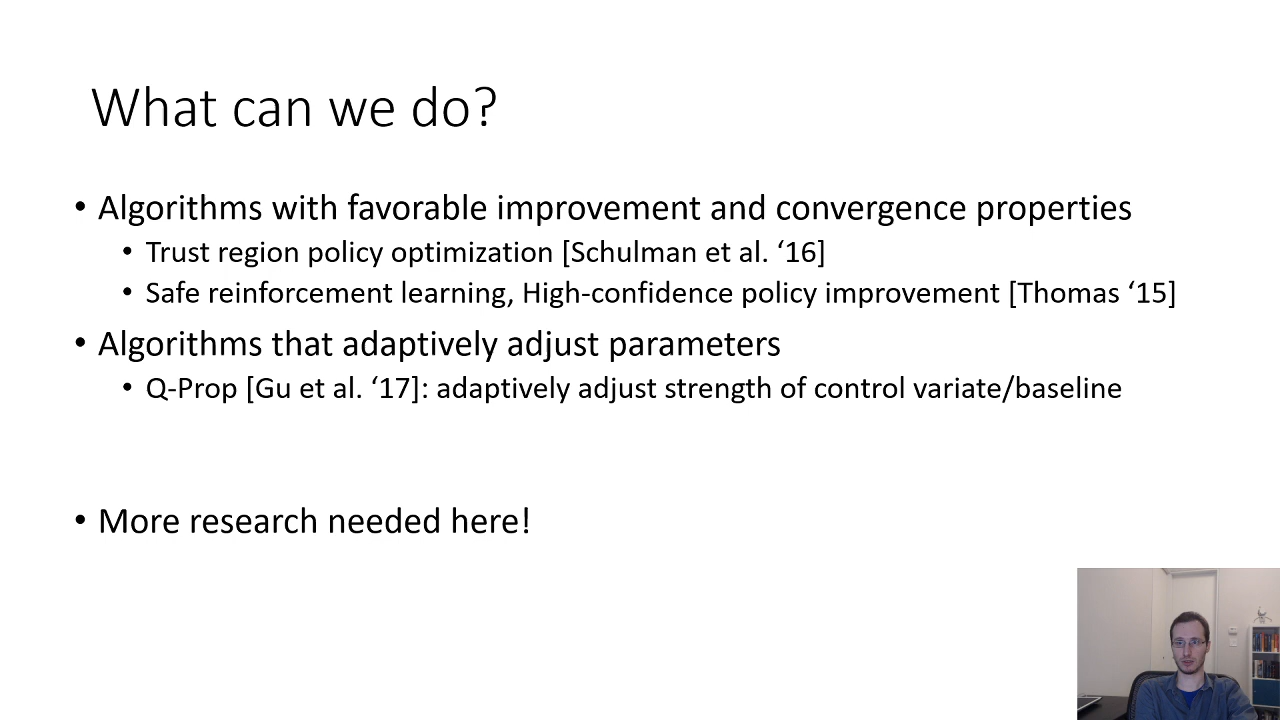 What can we do?
• Algorithms with favorable improvement and convergence properties
• Trust region policy optimization [Schulman et al. ‘16]
• Safe reinforcement learning, High-confidence policy improvement [Thomas ‘15]
• Algorithms that adaptively adjust parameters
• Q-Prop [Gu et al. ‘17]: adaptively adjust strength of control variate/baseline
• More research needed here!